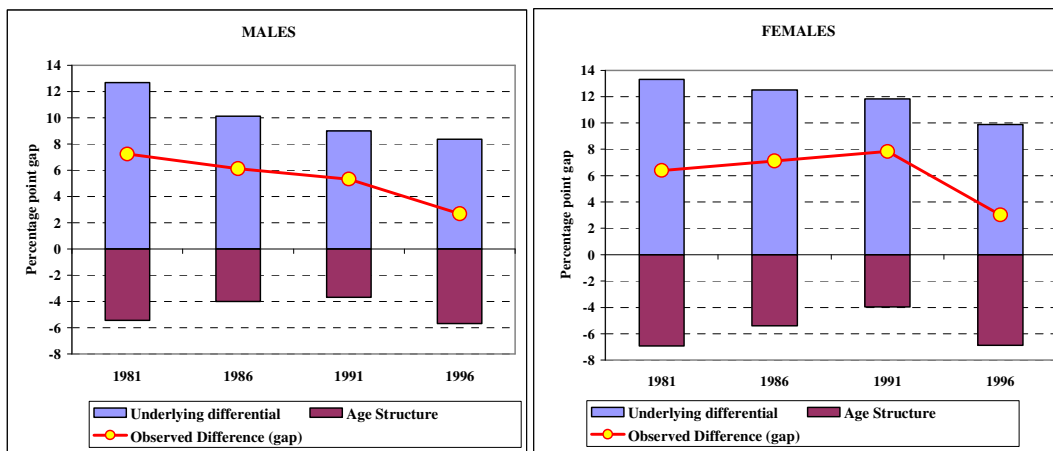 MALES
Percentage point gap
14
12
10
8
6
4
2
0
-2
-4
-6
-8
1981 1986 1991 1996
Underlying differential Age Structure
Observed Difference (gap)
FEMALES
Percentage point gap
14
12
10
8
6
4
2
0
-2
-4
-6
-8
1981 1986 1991 1996
Underlying differential Age Structure
Observed Difference (gap)